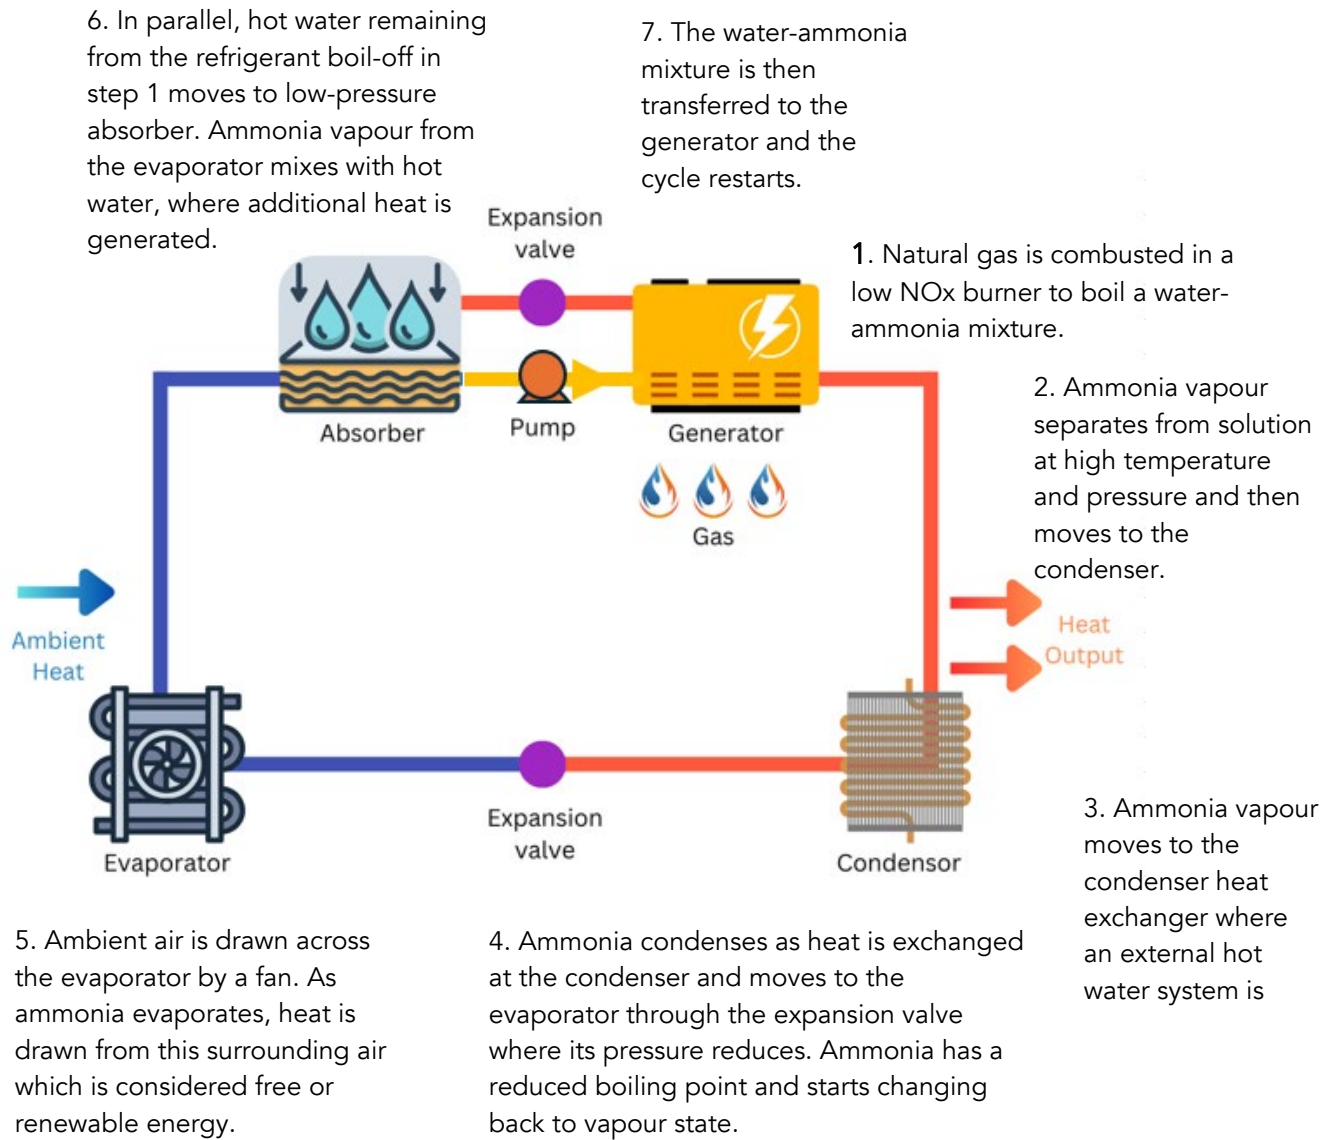 6. In parallel, hot water remaining
from the refrigerant boil-off in
step 1 moves to low-pressure
absorber. Ammonia vapour from
the evaporator mixes with hot
water, where additional heat is
generated.
7. The water-ammonia
mixture is then
transferred to the
generator and the
cycle restarts.
Expansion
valve
1. Natural gas is combusted in a
low NOx burner to boil a water-
ammonia mixture.
Absorber
Pump
Generator
Gas
2. Ammonia vapour
separates from solution
at high temperature
and pressure and then
moves to the
condenser.
Ambient
Heat
Heat
Output
Evaporator
Expansion
valve
Condensor
3. Ammonia vapour
moves to the
condenser heat
exchanger where
an external hot
water system is
5. Ambient air is drawn across
the evaporator by a fan. As
ammonia evaporates, heat is
drawn from this surrounding air
which is considered free or
renewable energy.
4. Ammonia condenses as heat is exchanged
at the condenser and moves to the
evaporator through the expansion valve
where its pressure reduces. Ammonia has a
reduced boiling point and starts changing
back to vapour state.